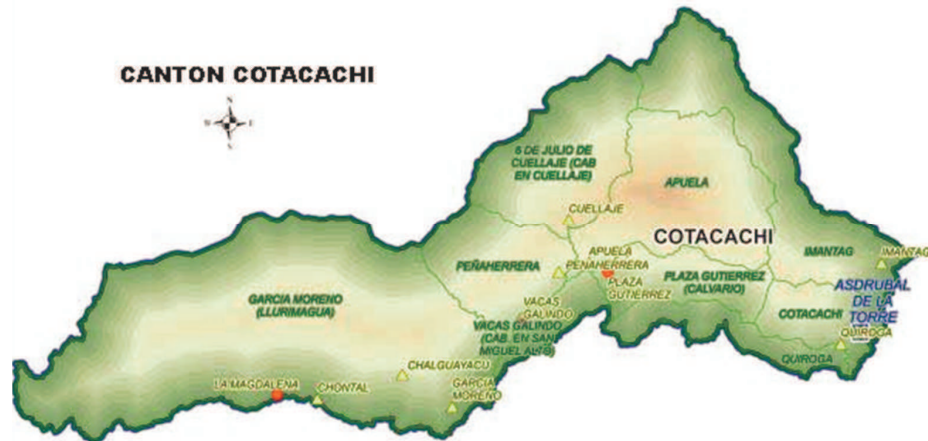 CANTON COTACACHI
N
E
S
6 DE JULIO DE
CUELLAJE (CAB
EN CUELLAJE)
APUELA
CUELLAJE
COTACACHI
APUELA
PEÑAHERRERA
PEÑAHERRERA
PLAZA
GUTIERREZ
PLAZA GUTIERREZ
(CALVARIO)
IMANTAG
IMANTAG
ASDRUBAL
DE LA
TORRE
GARCIA MORENO
(LLURIMAGUA)
VACAS
GALINDO
VACAS GALINDO
(CAB. EN SAN
MIGUEL ALTO)
COTACACHI
QUIROGA
QUIROGA
CHALGUAYACU
GARCIA
MORENO
LA MAGDALENA
CHONTAL